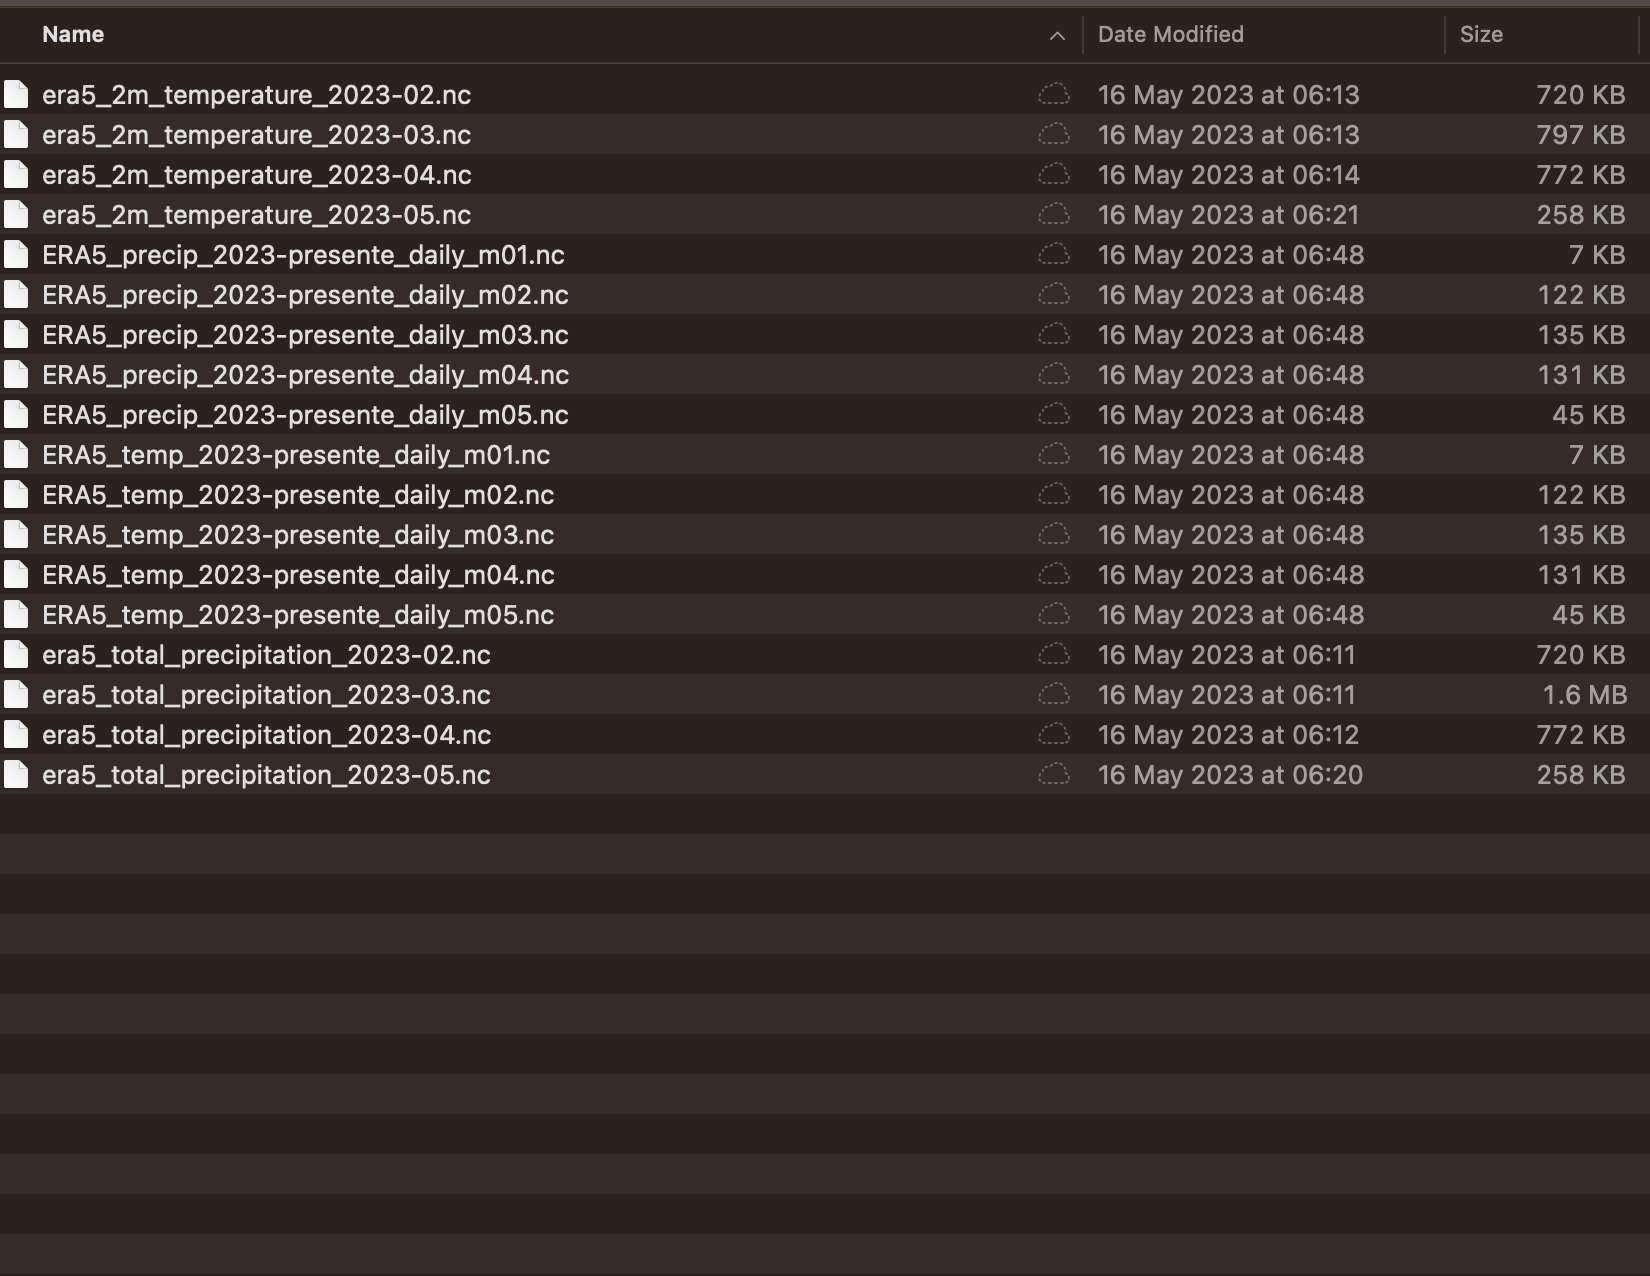 Name Date Modified Size
era5_2m_temperature_2023-02.nc 16 May 2023 at 06:13 720 KB
era5_2m_temperature_2023-03.nc 16 May 2023 at 06:13 797 KB
era5_2m_temperature_2023-04.nc 16 May 2023 at 06:14 772 KB
era5_2m_temperature_2023-05.nc 16 May 2023 at 06:21 258 KB
ERA5_precip_2023-presente_daily_m01.nc 16 May 2023 at 06:48 7 KB
ERA5_precip_2023-presente_daily_m02.nc 16 May 2023 at 06:48 122 KB
ERA5_precip_2023-presente_daily_m03.nc 16 May 2023 at 06:48 135 KB
ERA5_precip_2023-presente_daily_m04.nc 16 May 2023 at 06:48 131 KB
ERA5_precip_2023-presente_daily_m05.nc 16 May 2023 at 06:48 45 KB
ERA5_temp_2023-presente_daily_m01.nc 16 May 2023 at 06:48 7 KB
ERA5_temp_2023-presente_daily_m02.nc 16 May 2023 at 06:48 122 KB
ERA5_temp_2023-presente_daily_m03.nc 16 May 2023 at 06:48 135 KB
ERA5_temp_2023-presente_daily_m04.nc 16 May 2023 at 06:48 131 KB
ERA5_temp_2023-presente_daily_m05.nc 16 May 2023 at 06:48 45 KB
era5_total_precipitation_2023-02.nc 16 May 2023 at 06:11 720 KB
era5_total_precipitation_2023-03.nc 16 May 2023 at 06:11 1.6 MB
era5_total_precipitation_2023-04.nc 16 May 2023 at 06:12 772 KB
era5_total_precipitation_2023-05.nc 16 May 2023 at 06:20 258 KB